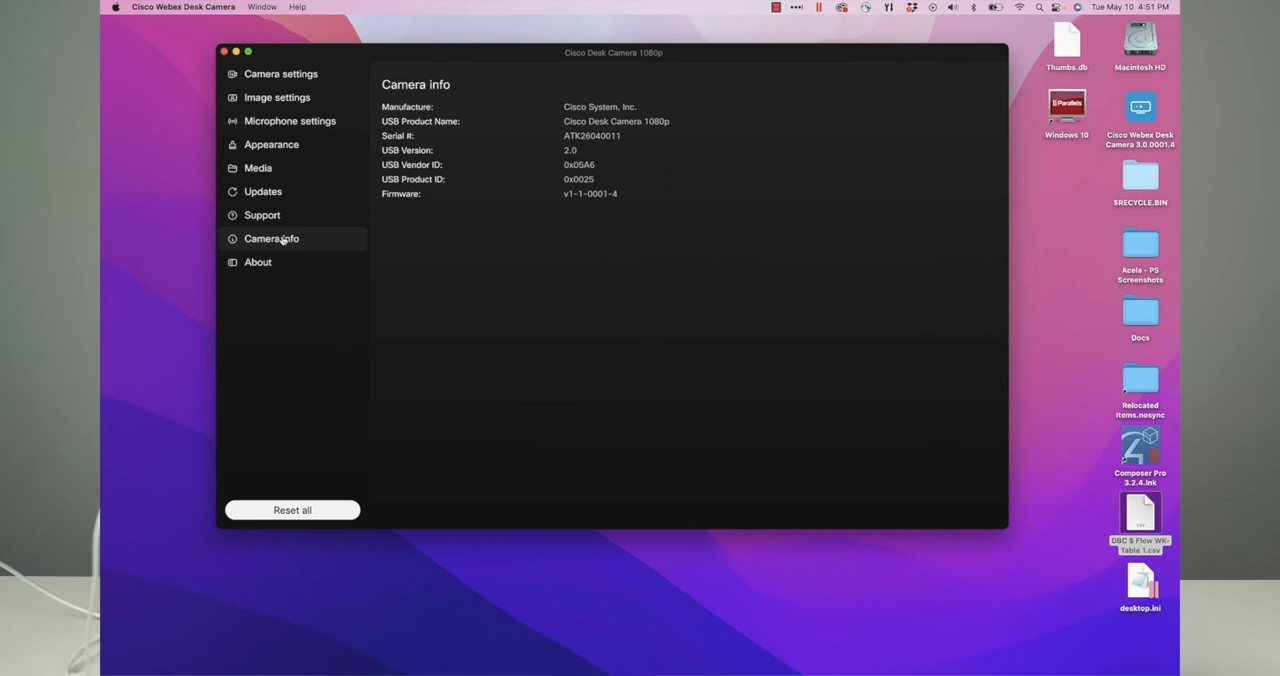 Cisco Webex Desk Camera Window Help
Tue May 10 4:51 PM
Cisco Desk Camera 1080p
Camera settings
Image settings
Microphone settings
Appearance
Media
Updates
Support
Camera info
About
Reset all
Camera info
Manufacture: Cisco System, Inc.
USB Product Name: Cisco Desk Camera 1080p
Serial #: ATK26040011
USB Version: 2.0
USB Vendor ID: 0x05A6
USB Product ID: 0x0025
Firmware: v1-1-0001-4
Thumbs.db
Macintosh HD
Parallels
Windows 10
Cisco Webex Desk
Camera 3.0.0001.4
$RECYCLE.BIN
Acela - PS
Screenshots
Docs
Relocated
Items.nosync
Composer Pro
3.2.4.lnk
CSV
DBC $ Flow WK-
Table 1.csv
desktop.ini